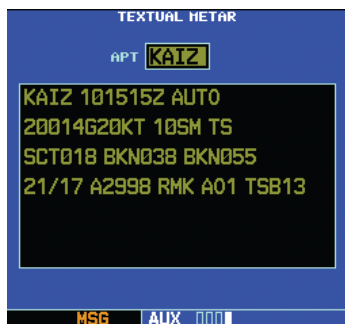 TEXTUAL METAR
APT KAIZ
KAIZ 101515Z AUTO
20014G20KT 10SM TS
SCT018 BKN038 BKN055
21/17 A2998 RMK A01 TSB13
MSG AUX